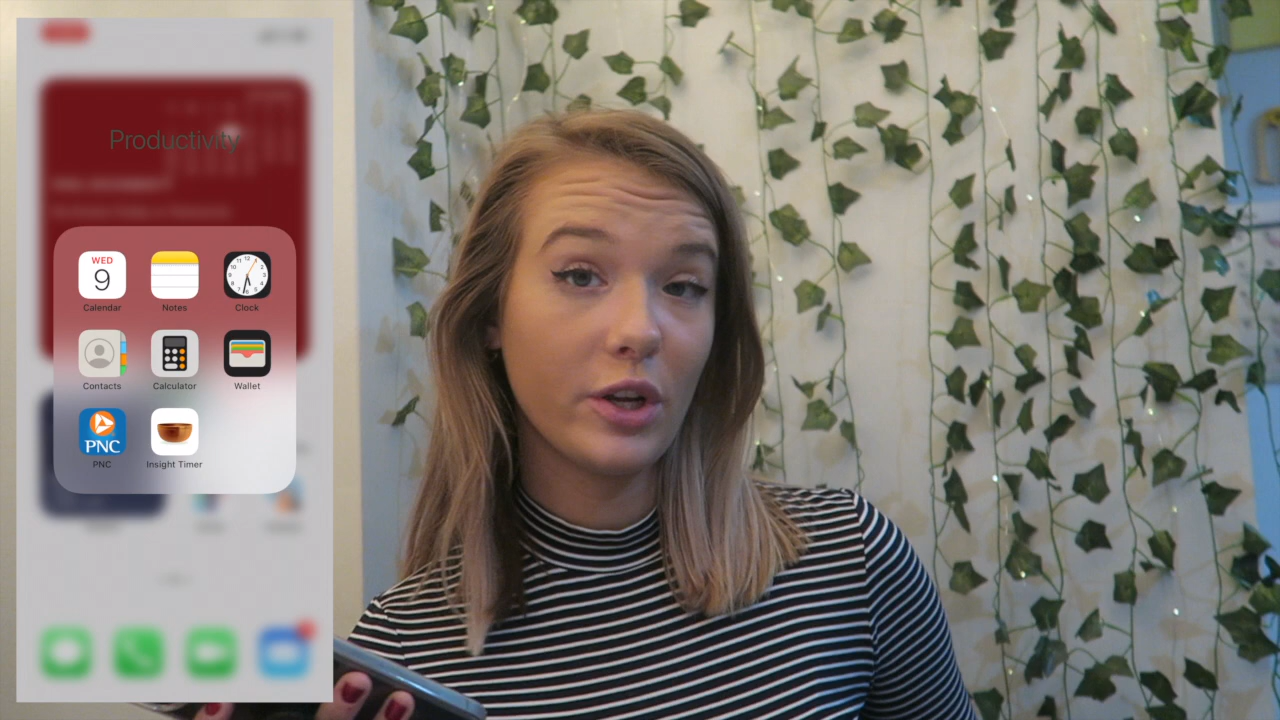 Productivity
WED
9
Calendar
Notes
Clock
Contacts
Calculator
Wallet
PNC
PNC
Insight Timer